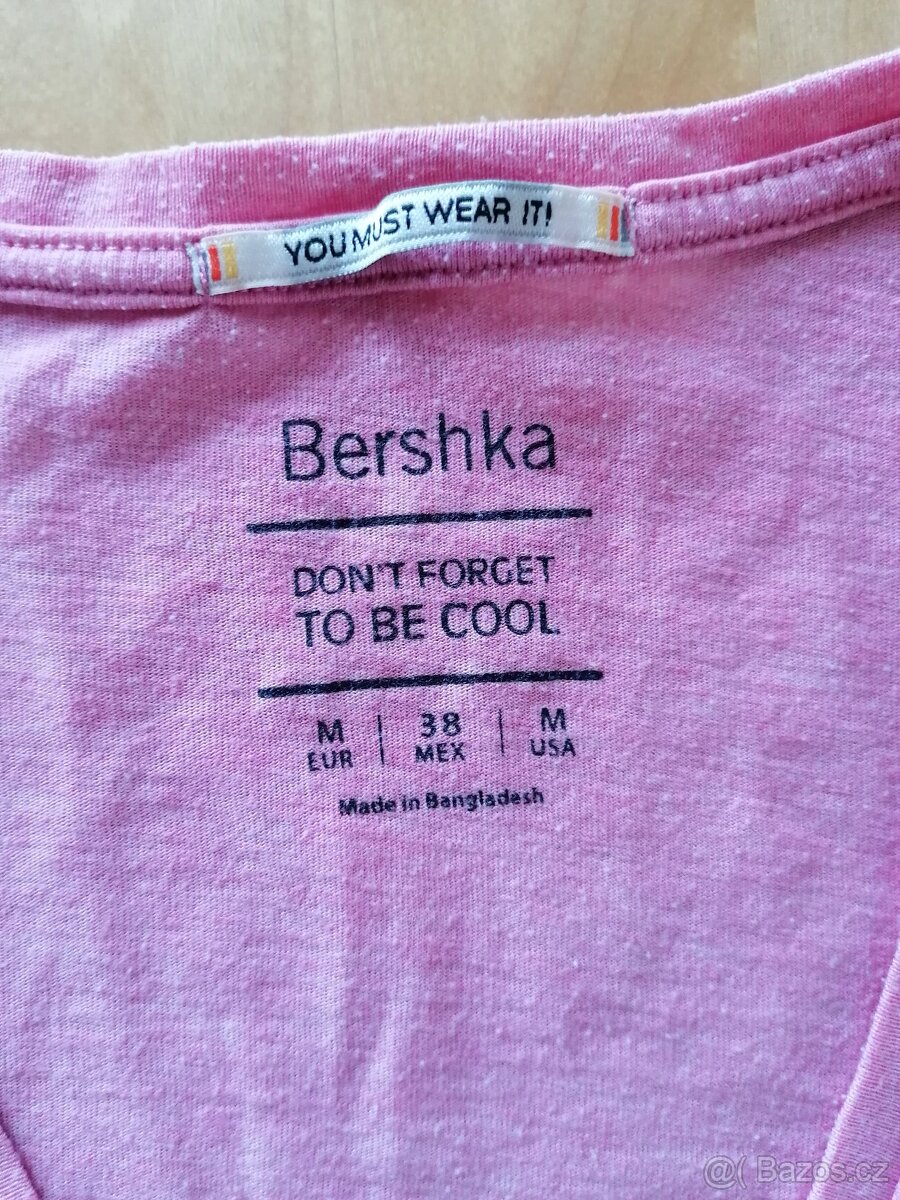 YOU MUST WEAR IT!
Bershka
DON'T FORGET
TO BE COOL.
M | 38 | M
EUR MEX USA
Made in Bangladesh
@( Bazos.cz